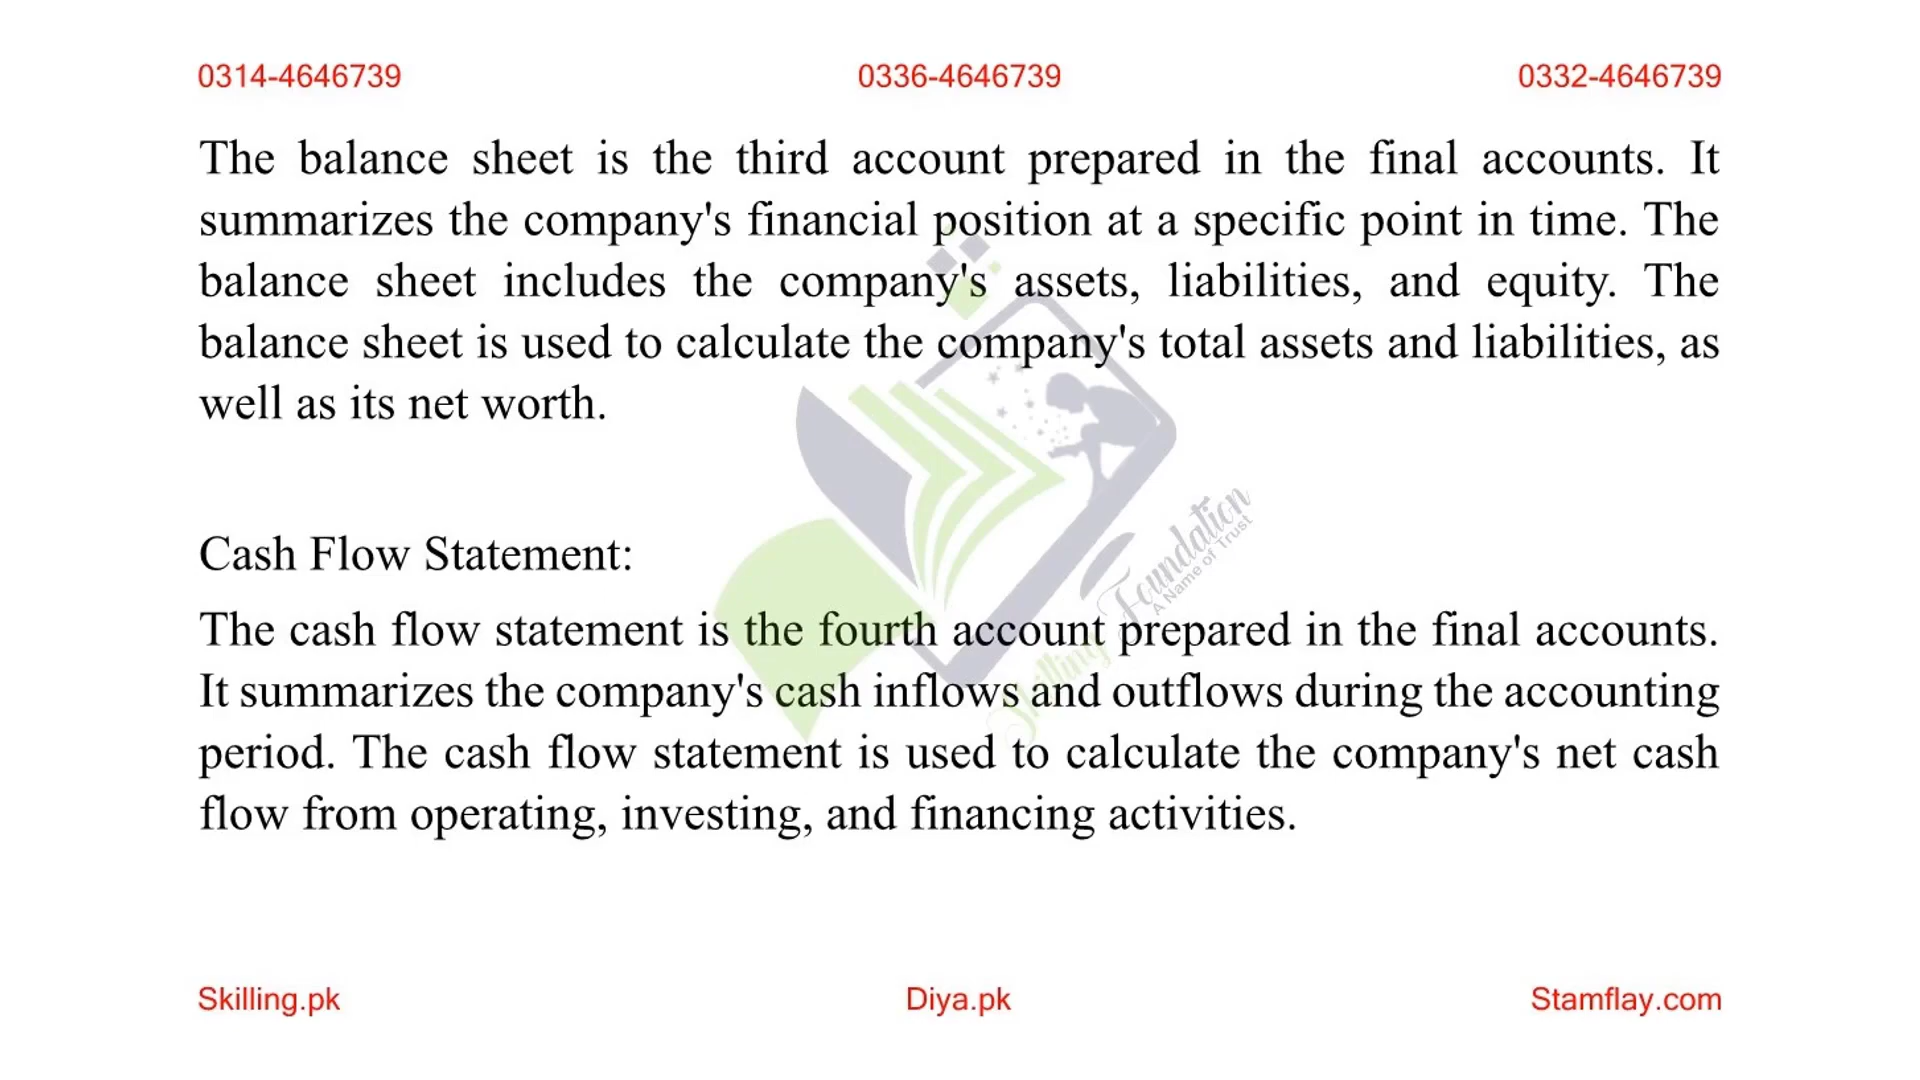 0314-4646739 0336-4646739 0332-4646739
The balance sheet is the third account prepared in the final accounts. It
summarizes the company's financial position at a specific point in time. The
balance sheet includes the company's assets, liabilities, and equity. The
balance sheet is used to calculate the company's total assets and liabilities, as
well as its net worth.
Cash Flow Statement:
The cash flow statement is the fourth account prepared in the final accounts.
It summarizes the company's cash inflows and outflows during the accounting
period. The cash flow statement is used to calculate the company's net cash
flow from operating, investing, and financing activities.
Skilling Foundation
A Name of Trust
Skilling.pk Diya.pk Stamflay.com